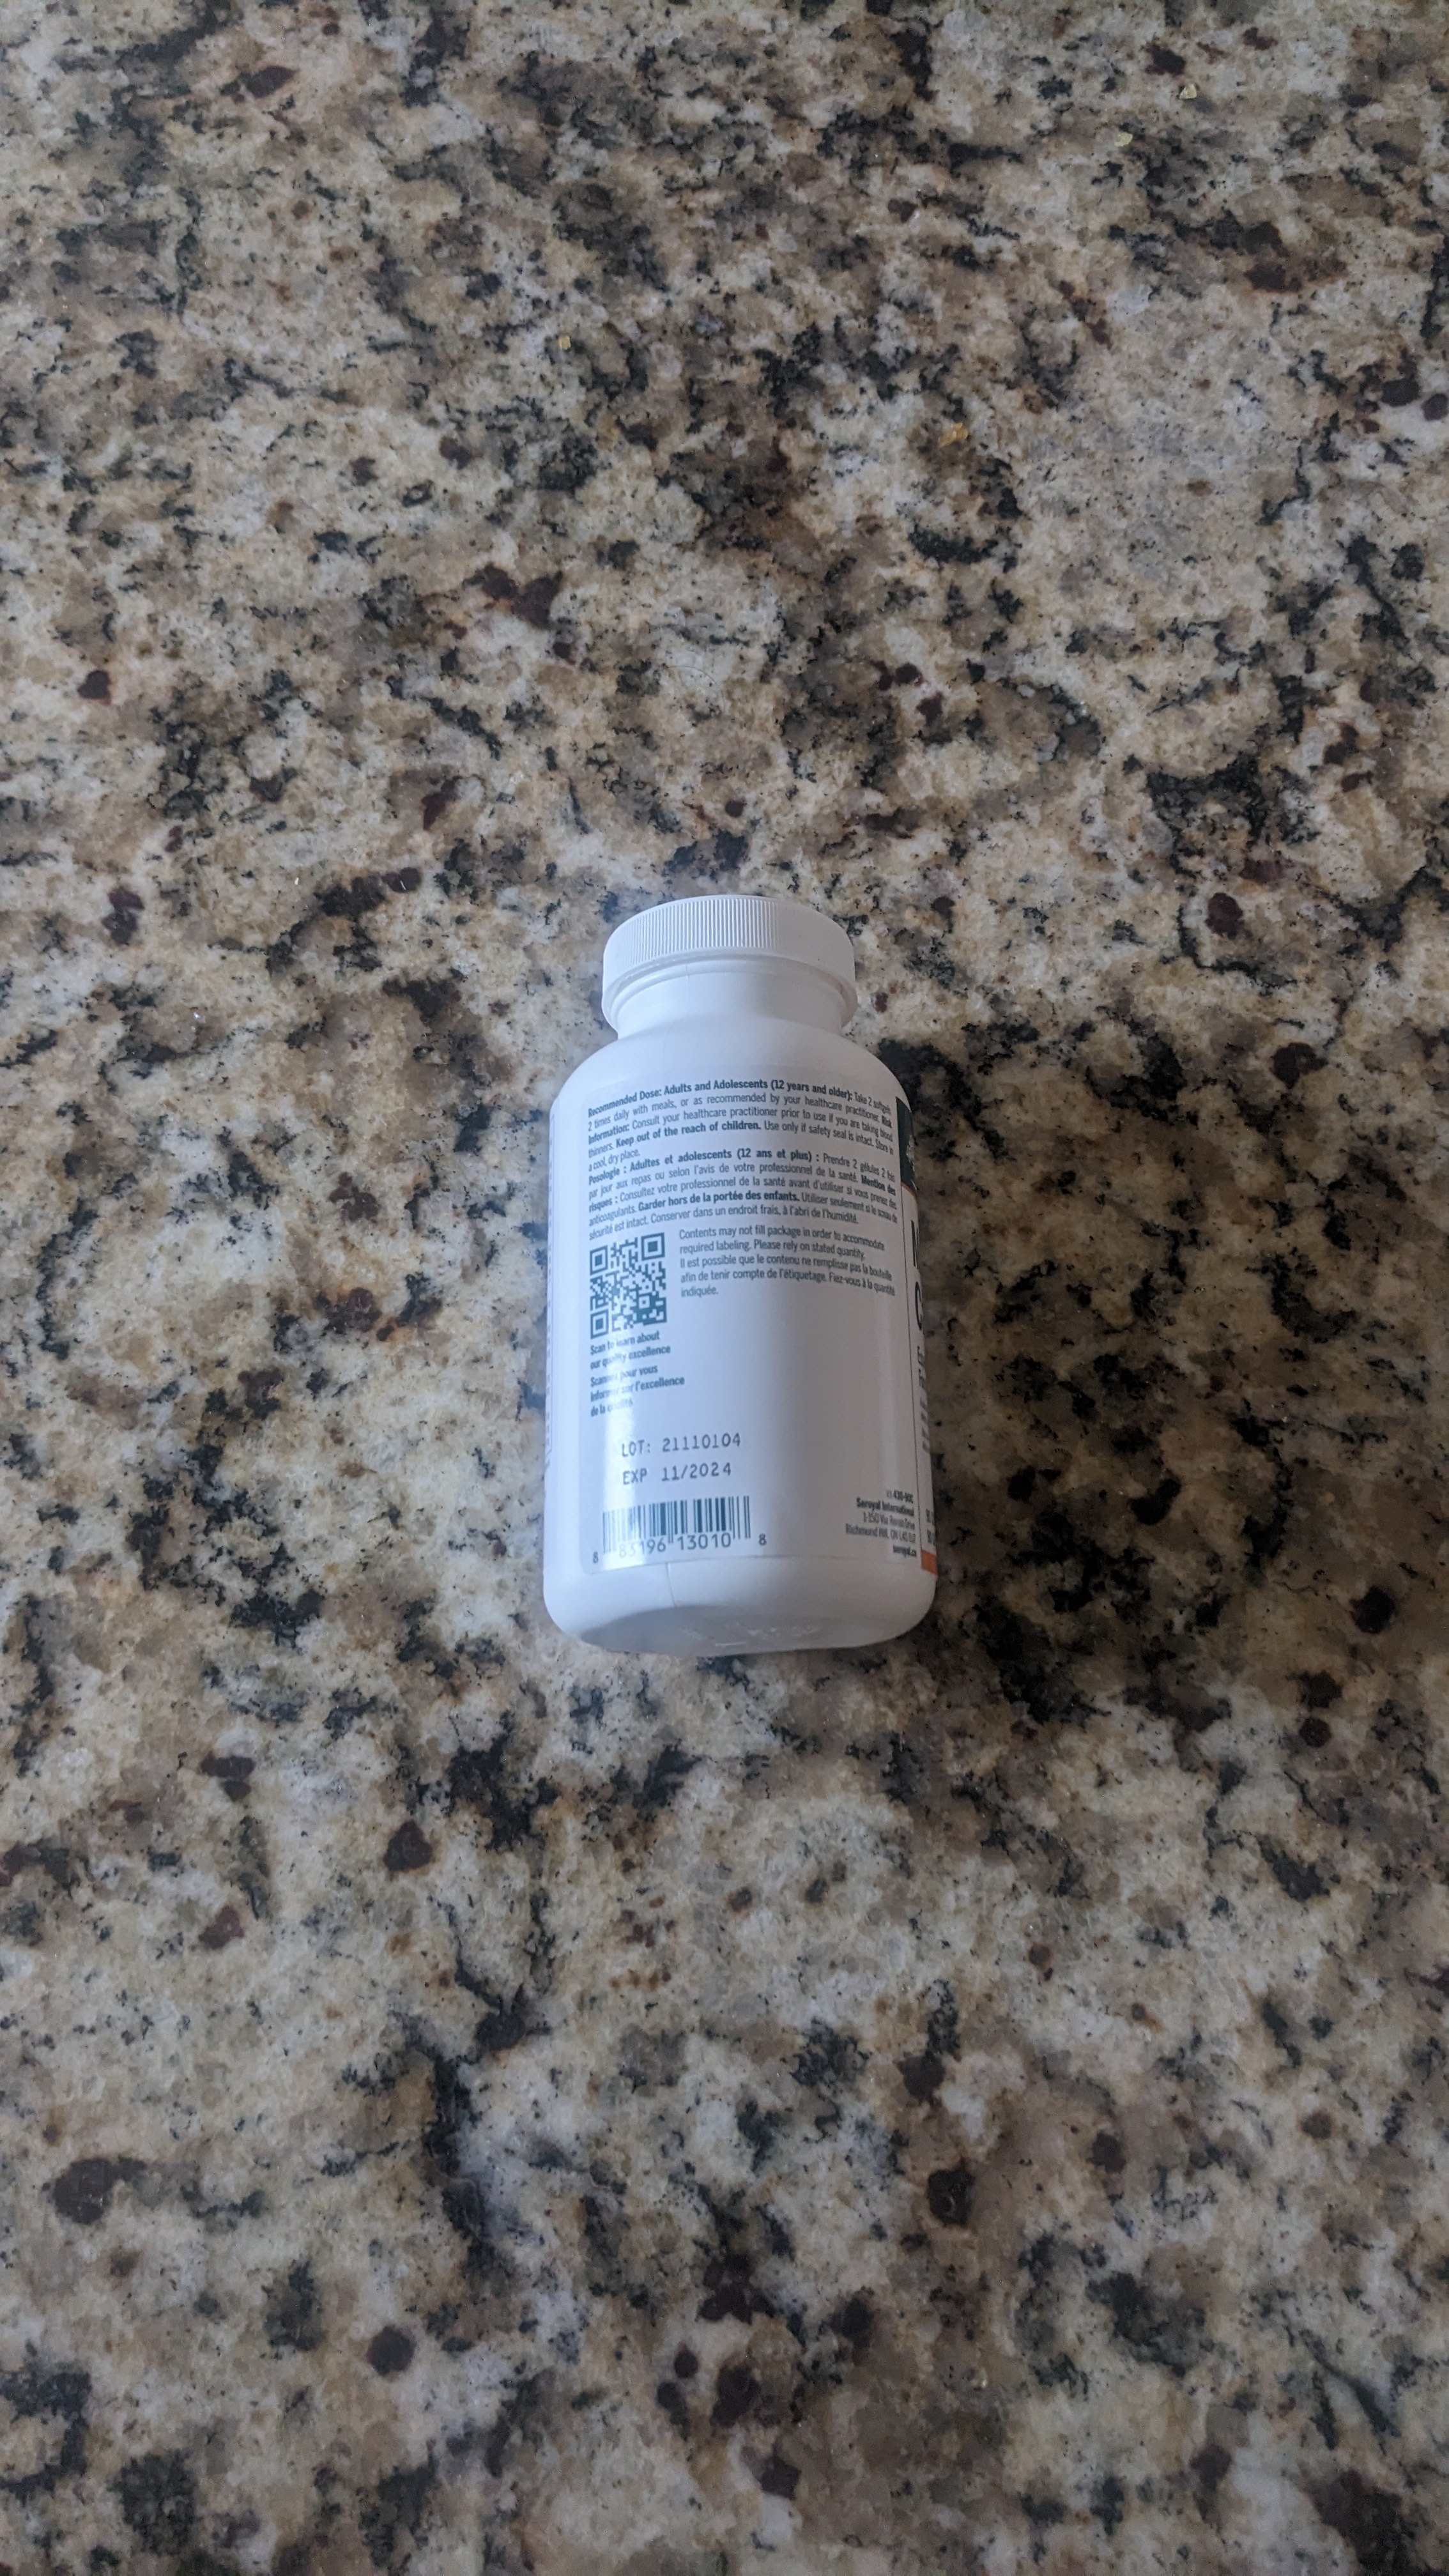 Recommended Dose: Adults and Adolescents (12 years and older): Take 2 softgels
2 times daily with meals, or as recommended by your healthcare practitioner. Risk
Information: Consult your healthcare practitioner prior to use if you are taking blood
thinners. Keep out of the reach of children. Use only if safety seal is intact. Store in
a cool, dry place.
Posologie : Adultes et adolescents (12 ans et plus) : Prendre 2 gélules 2 fois
par jour aux repas ou selon l'avis de votre professionnel de la santé. Mention des
risques : Consultez votre professionnel de la santé avant d'utiliser si vous prenez des
anticoagulants. Garder hors de la portée des enfants. Utiliser seulement si le sceau de
sécurité est intact. Conserver dans un endroit frais, à l'abri de l'humidité.
Contents may not fill package in order to accommodate
required labeling. Please rely on stated quantity.
Il est possible que le contenu ne remplisse pas la bouteille
afin de tenir compte de l'étiquetage. Fiez-vous à la quantité
indiquée.
Scan to learn about
our quality excellence
Scannez pour vous
informer sur l'excellence
de la qualité
LOT: 21110104
EXP 11/2024
8 83196 13010 8
Seroyal International
Richmond Hill, ON
seroyal.ca